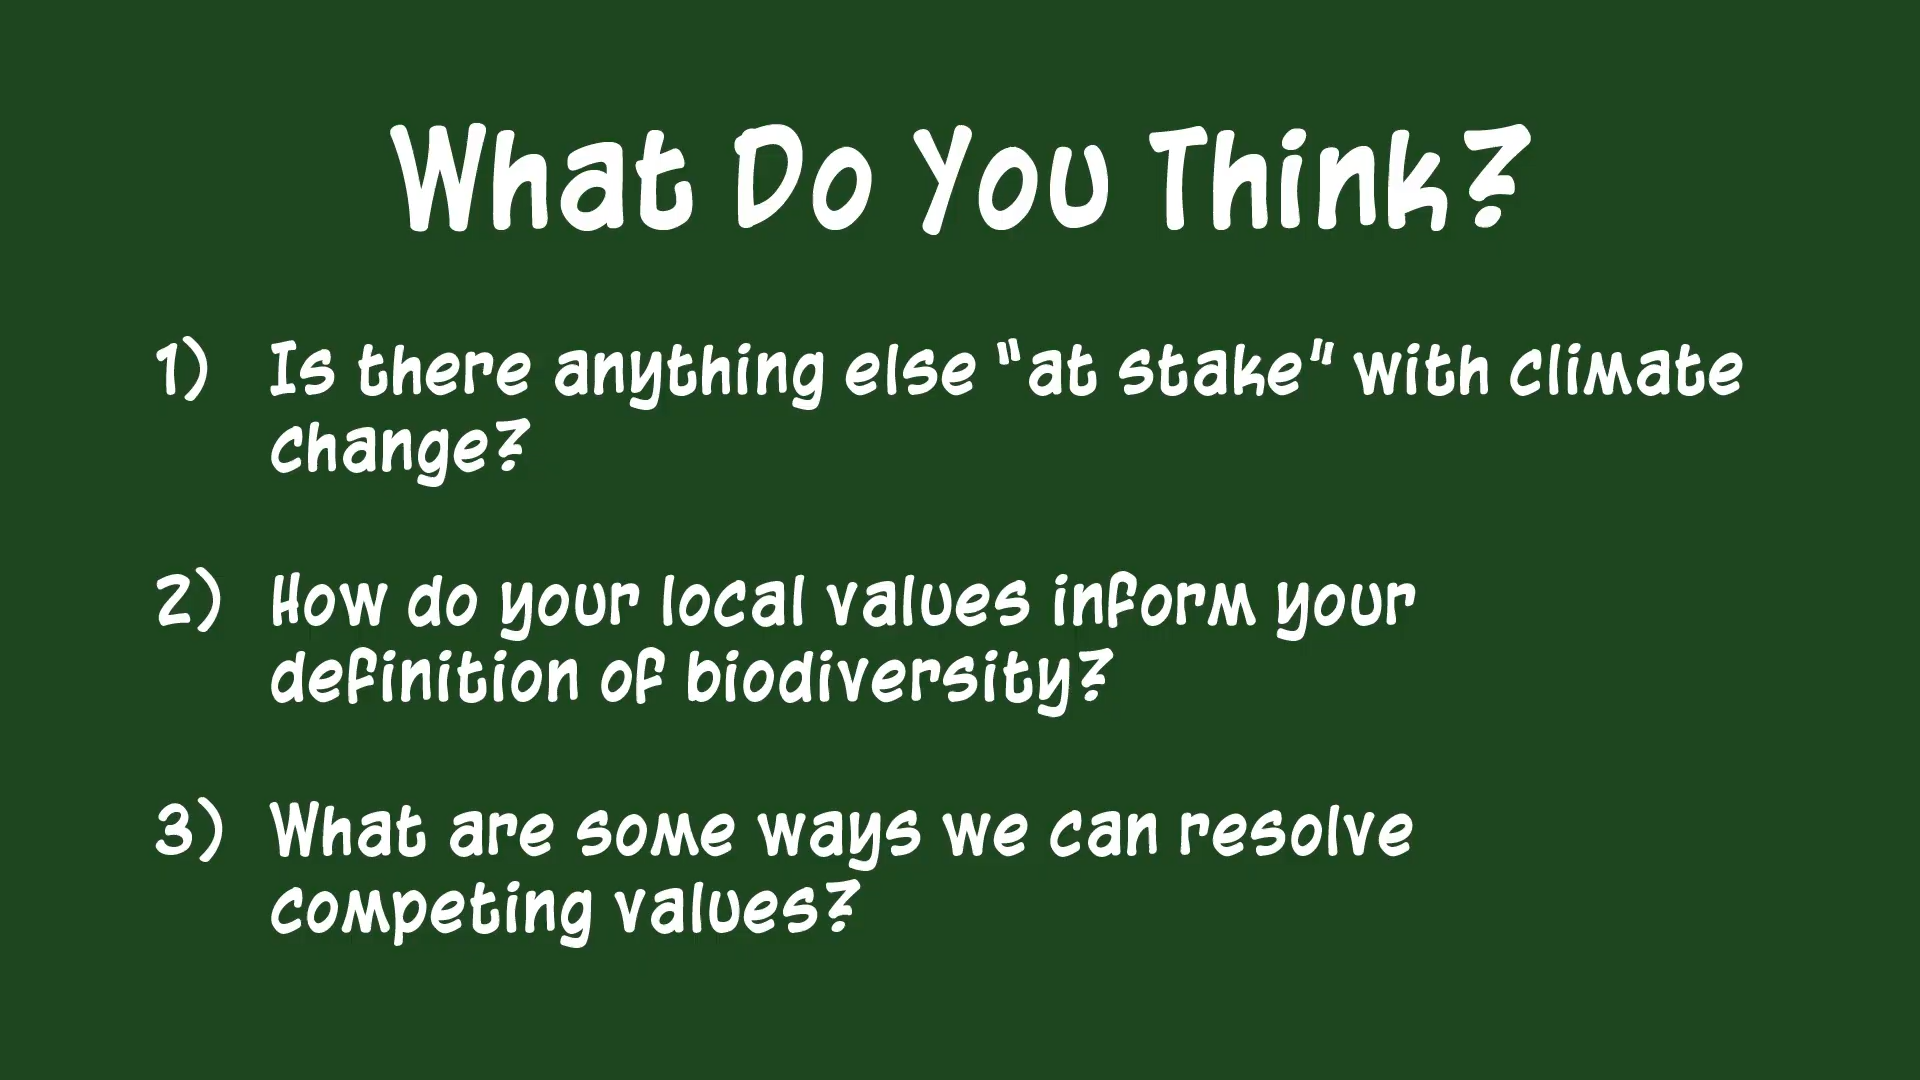 What Do You Think?
1) Is there anything else "at stake" with climate
change?
2) How do your local values inform your
definition of biodiversity?
3) What are some ways we can resolve
competing values?